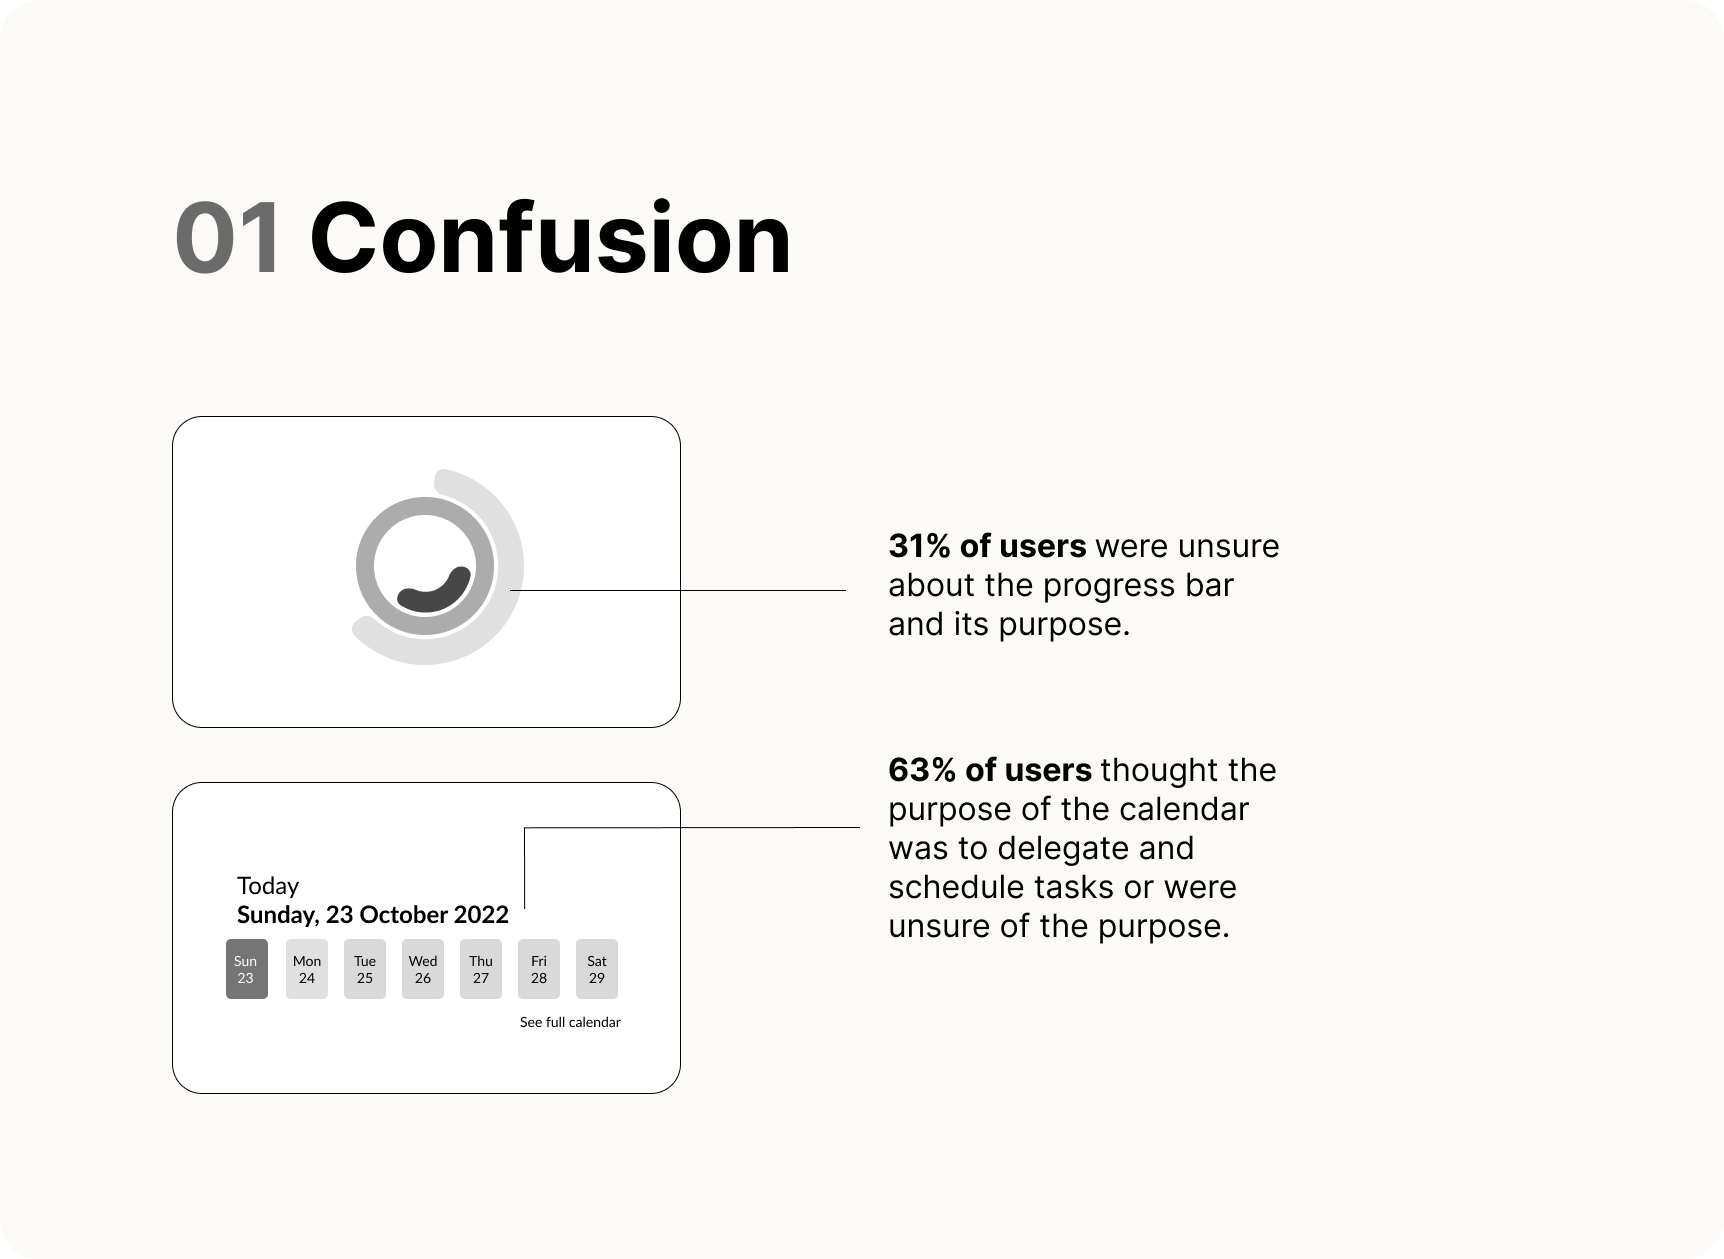 01 Confusion
31% of users were unsure
about the progress bar
and its purpose.
63% of users thought the
purpose of the calendar
was to delegate and
schedule tasks or were
unsure of the purpose.
Today
Sunday, 23 October 2022
Sun Mon Tue Wed Thu Fri Sat
23 24 25 26 27 28 29
See full calendar